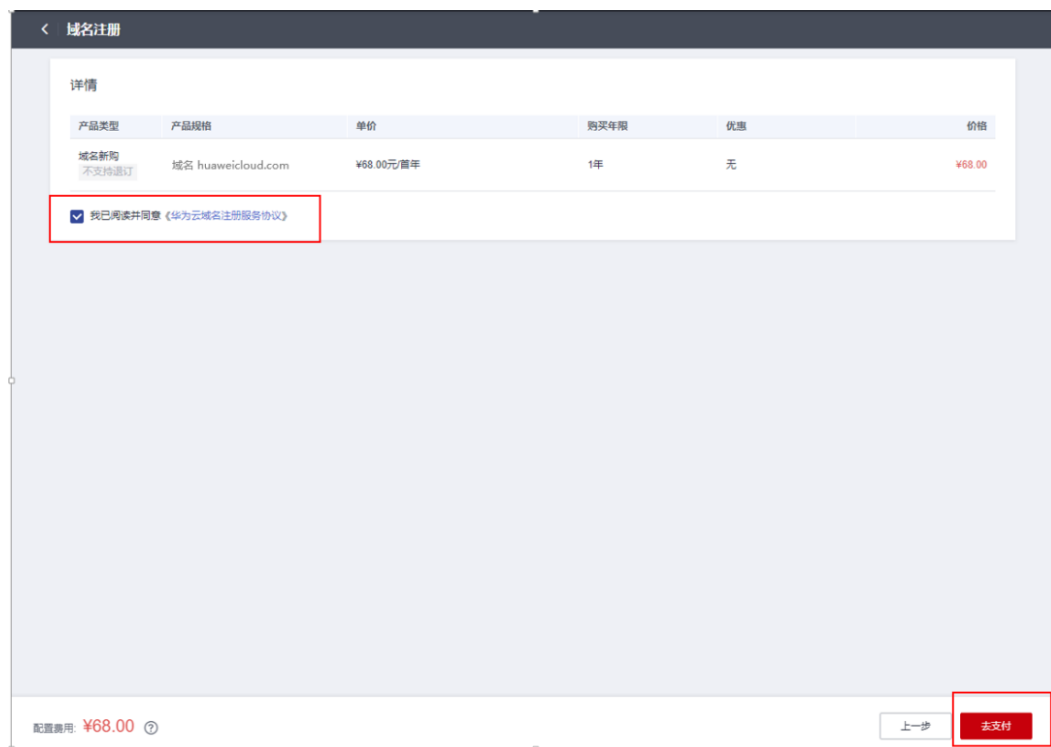 域名注册
详情
产品类型 产品规格 单价 购买年限 优惠 价格
域名新购 域名 huaweicloud.com ¥68.00元/首年 1年 无 ¥68.00
不支持退订
我已阅读并同意《华为云域名注册服务协议》
配置费用: ¥68.00 ? 上一步 去支付